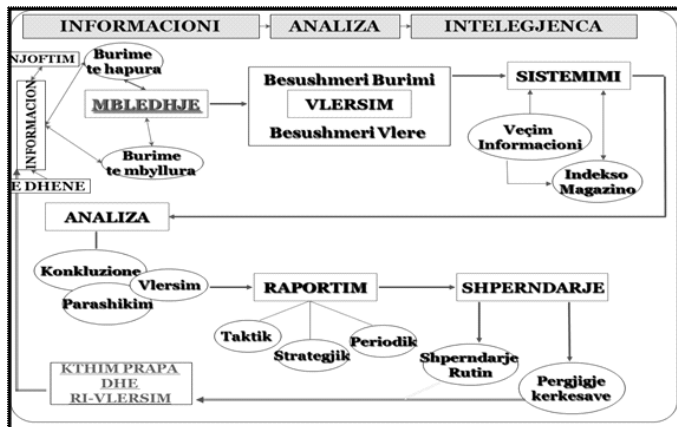 INFORMACIONI
ANALIZA
INTELEGJENCA
NJOFTIM
Burime
te hapura
INFORMACION
MBLEDHJE
Burime
te mbyllura
E DHENE
Besushmeri Burimi
VLERSIM
Besushmeri Vlere
SISTEMIMI
Veçim
Informacioni
Indekso
Magazino
ANALIZA
Konkluzione
Vlersim
Parashikim
RAPORTIM
Taktik
Strategjik
Periodik
SHPERNDARJE
Shperndarje
Rutin
Pergjigje
kerkesave
KTHIM PRAPA
DHE
RI-VLERSIM